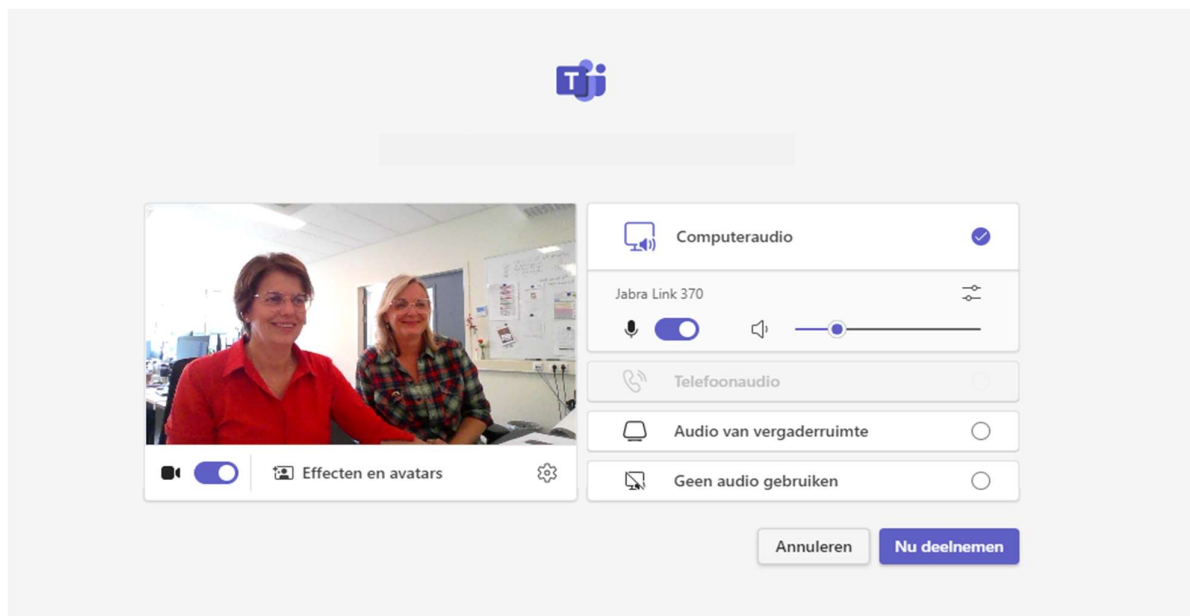 T
Computeraudio
Jabra Link 370
Telefoonaudio
Audio van vergaderruimte
Effecten en avatars
Geen audio gebruiken
Annuleren
Nu deelnemen